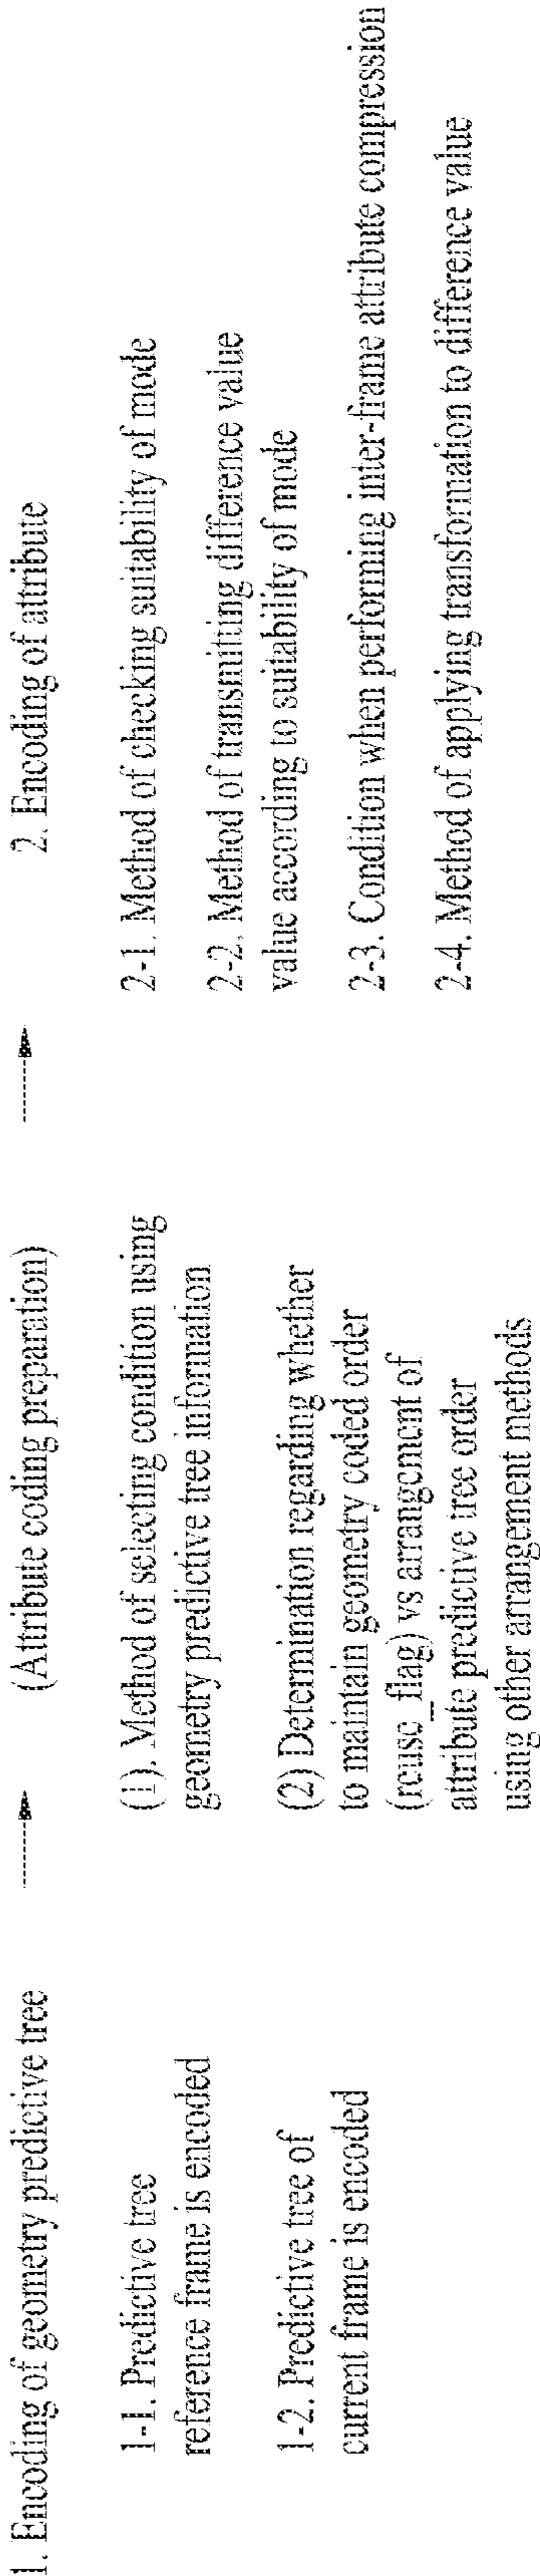 1. Encoding of geometry predictive tree
1-1. Predictive tree
reference frame is encoded
1-2. Predictive tree of
current frame is encoded
(Attribute coding preparation)
(1). Method of selecting condition using
geometry predictive tree information
(2) Determination regarding whether
to maintain geometry coded order
(reuse_flag) vs arrangement of
attribute predictive tree order
using other arrangement methods
2. Encoding of attribute
2-1. Method of checking suitability of mode
2-2. Method of transmitting difference value
value according to suitability of mode
2-3. Condition when performing inter-frame attribute compression
2-4. Method of applying transformation to difference value